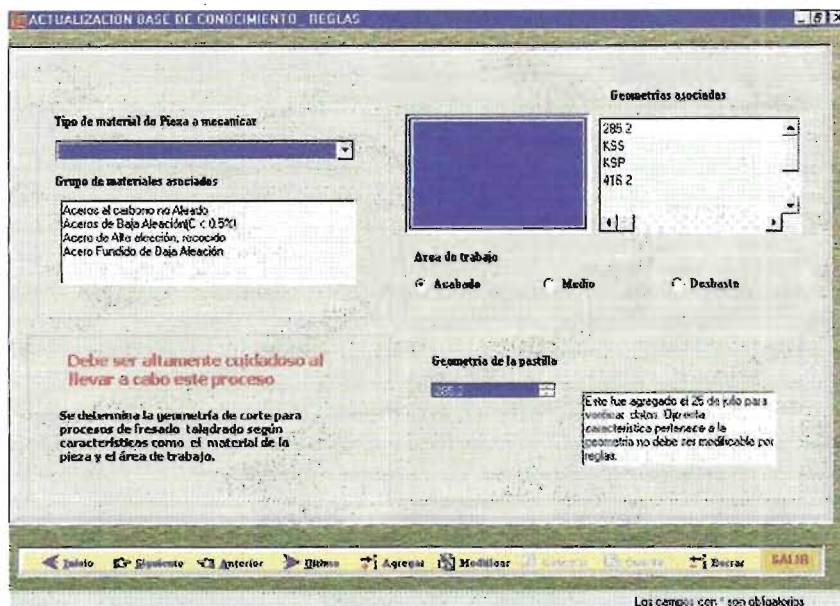 ACTUALIZACION BASE DE CONOCIMIENTO_ REGLAS
Tipo de material de Pieza a mecanicar
Grupo de materiales asociados
Aceros al carbono no Aleado
Aceros de Baja Aleación(C < 0.5%)
Acero de Alta aleación, recocido
Acero Fundido de Baja Aleación
Geometrías asociadas
285.2
KSS
KSP
416.2
Area de trabajo
Acabado
Medio
Desbaste
Debe ser altamente cuidadoso al
llevar a cabo este proceso
Se determina la geometría de corte para
procesos de fresado taladrado según
características como el material de la
pieza y el área de trabajo.
Geometría de la pastilla
285.2
Este fue agregado el 25 de julio para
verificar datos. Ojo esta
característica pertenece a la
geometría no debe ser modificable por
reglas.
Inicio Siguiente Anterior Último Agregar Modificar Borrar SALIR
Los campos con * son obligatorios